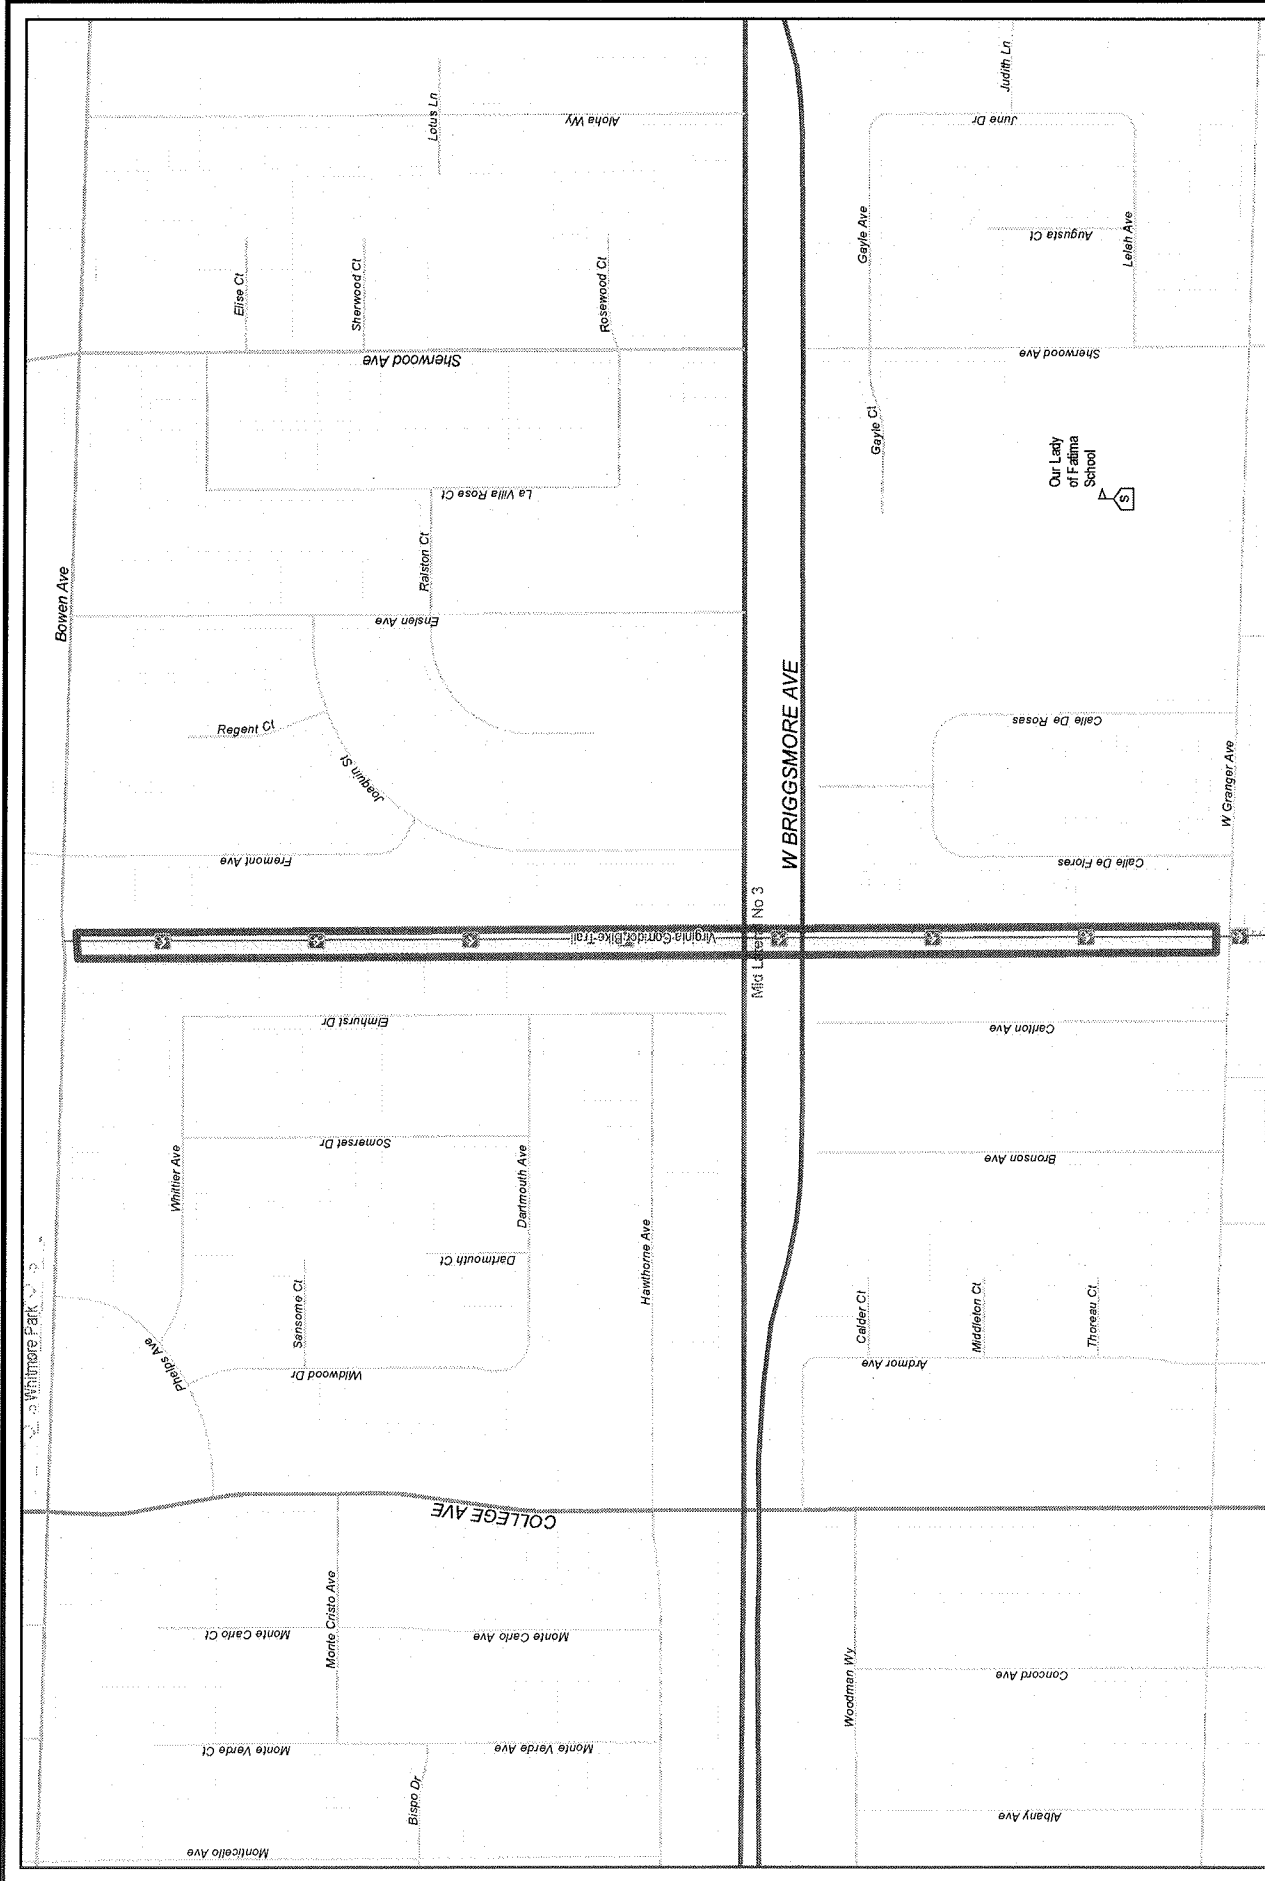 Whitmore Park
Bowen Ave
Monticello Ave
Monte Verde Ct
Monte Verde Ave
Bispo Dr
Monte Carlo Ct
Monte Carlo Ave
Monte Cristo Ave
COLLEGE AVE
Phelps Ave
Whittier Ave
Wildwood Dr
Sansome Ct
Dartmouth Ct
Dartmouth Ave
Somerset Dr
Elmhurst Dr
Hawthorne Ave
Virginia Corridor Bike Trail
Fremont Ave
Joaquin St
Regent Ct
Enslen Ave
Ralston Ct
La Villa Rose Ct
Sherwood Ave
Elise Ct
Sherwood Ct
Rosewood Ct
Lotus Ln
Aloha Wy
Mid Lateral No 3
W BRIGGSMORE AVE
Woodman Wy
Albany Ave
Concord Ave
Ardmor Ave
Calder Ct
Middleton Ct
Thoreau Ct
Bronson Ave
Carlton Ave
Calle De Flores
Calle De Rosas
W Granger Ave
Our Lady
of Fatima
School
S
Gayle Ct
Gayle Ave
Sherwood Ave
Augusta Ct
Lelah Ave
June Dr
Judith Ln